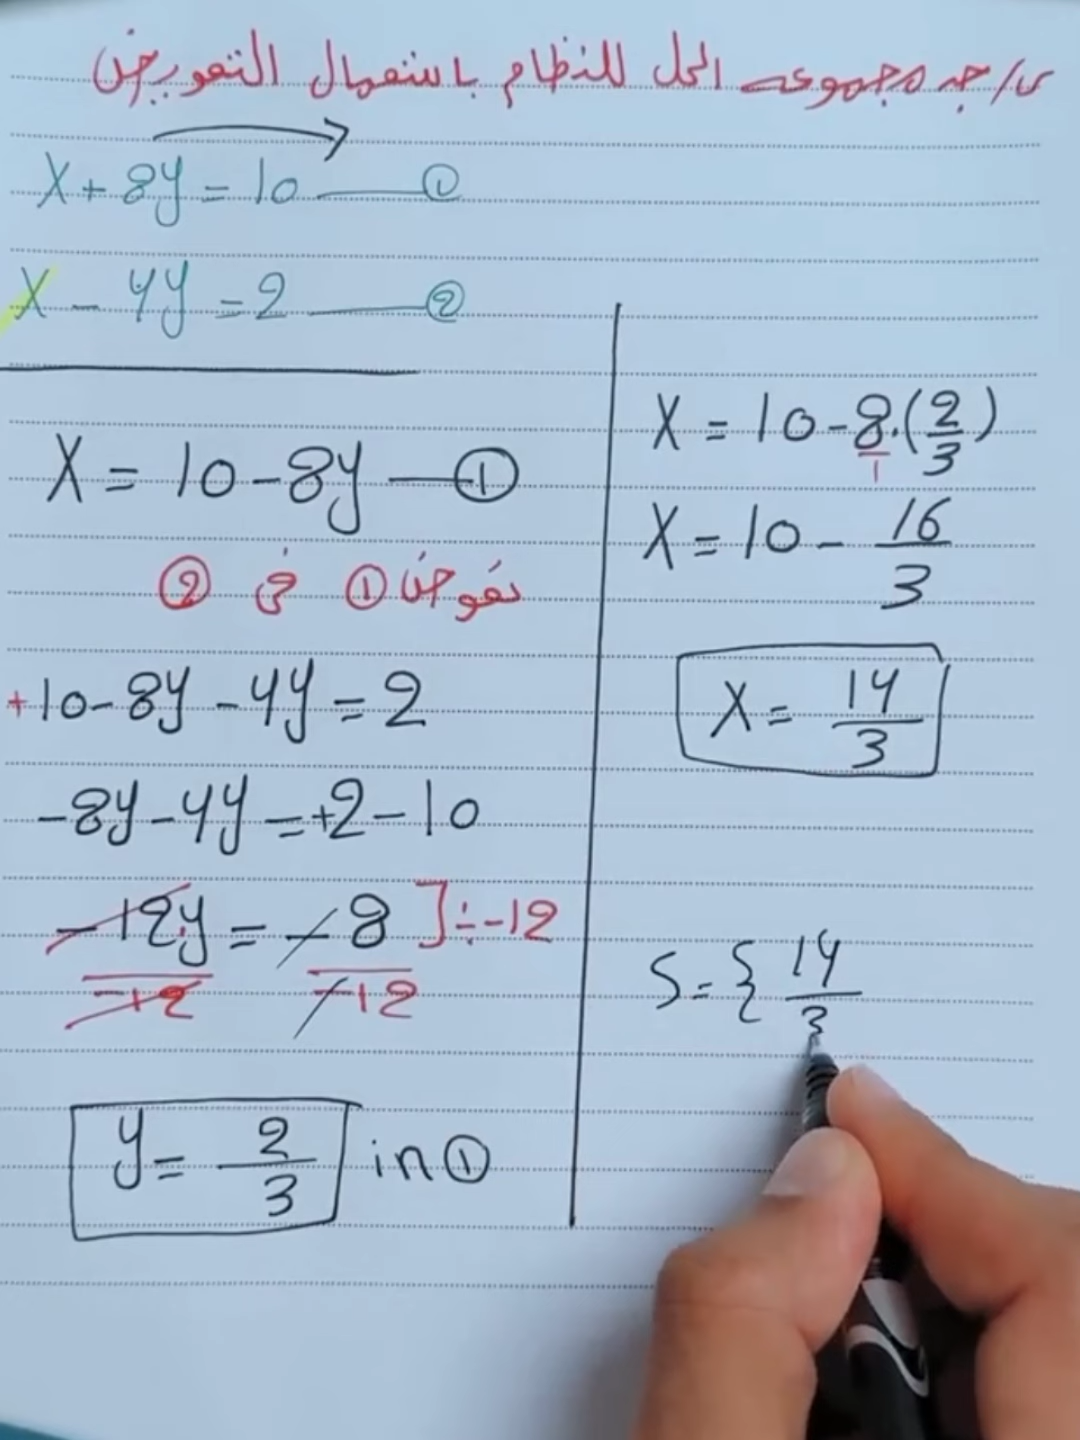 س/ جد مجموعة الحل للنظام باستعمال التعويض
X + 8y = 10 —— ①
X - 4y = 2 —— ②
X = 10 - 8y —— ①
نعوض ① في ②
+10 - 8y - 4y = 2
-8y - 4y = +2 - 10
-12y = -8 ] ÷ -12
-12 -12
y = 2/3 in ①
X = 10 - 8/1 . (2/3)
X = 10 - 16/3
X = 14/3
S = { 14/3